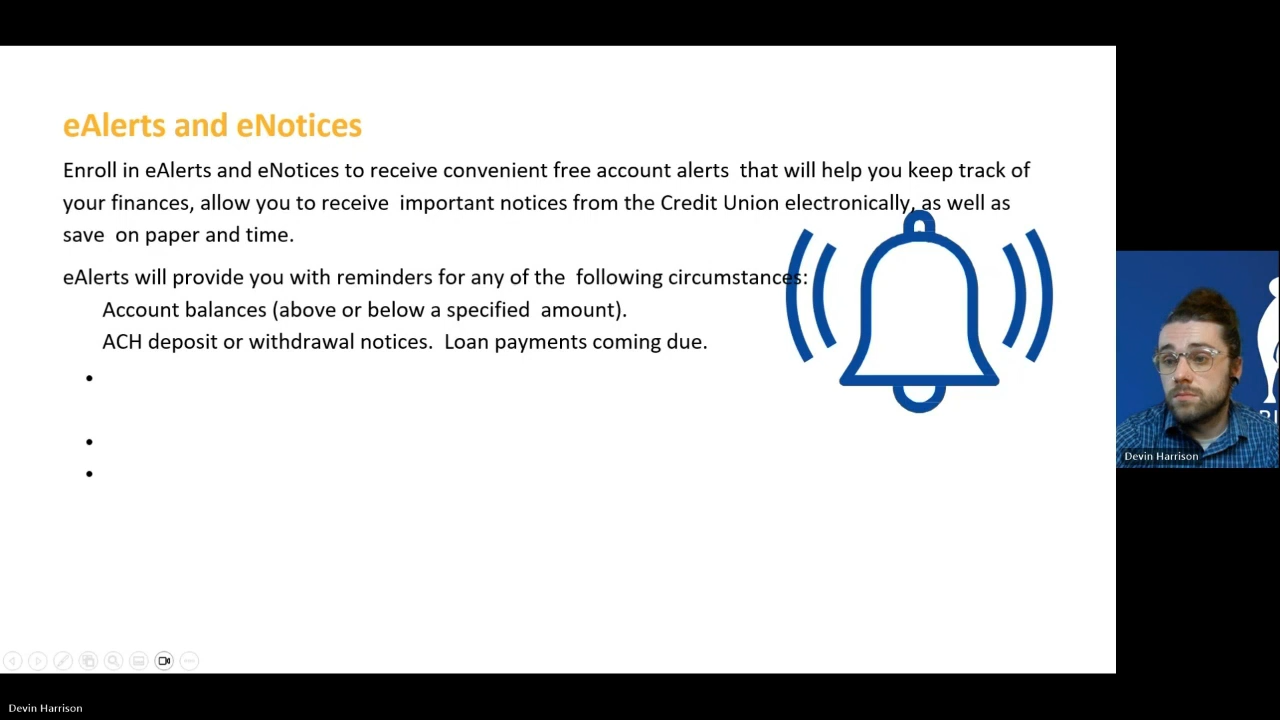 eAlerts and eNotices
Enroll in eAlerts and eNotices to receive convenient free account alerts  that will help you keep track of
your finances, allow you to receive  important notices from the Credit Union electronically, as well as
save  on paper and time.
eAlerts will provide you with reminders for any of the  following circumstances:
Account balances (above or below a specified  amount).
ACH deposit or withdrawal notices.  Loan payments coming due.
Devin Harrison
Devin Harrison